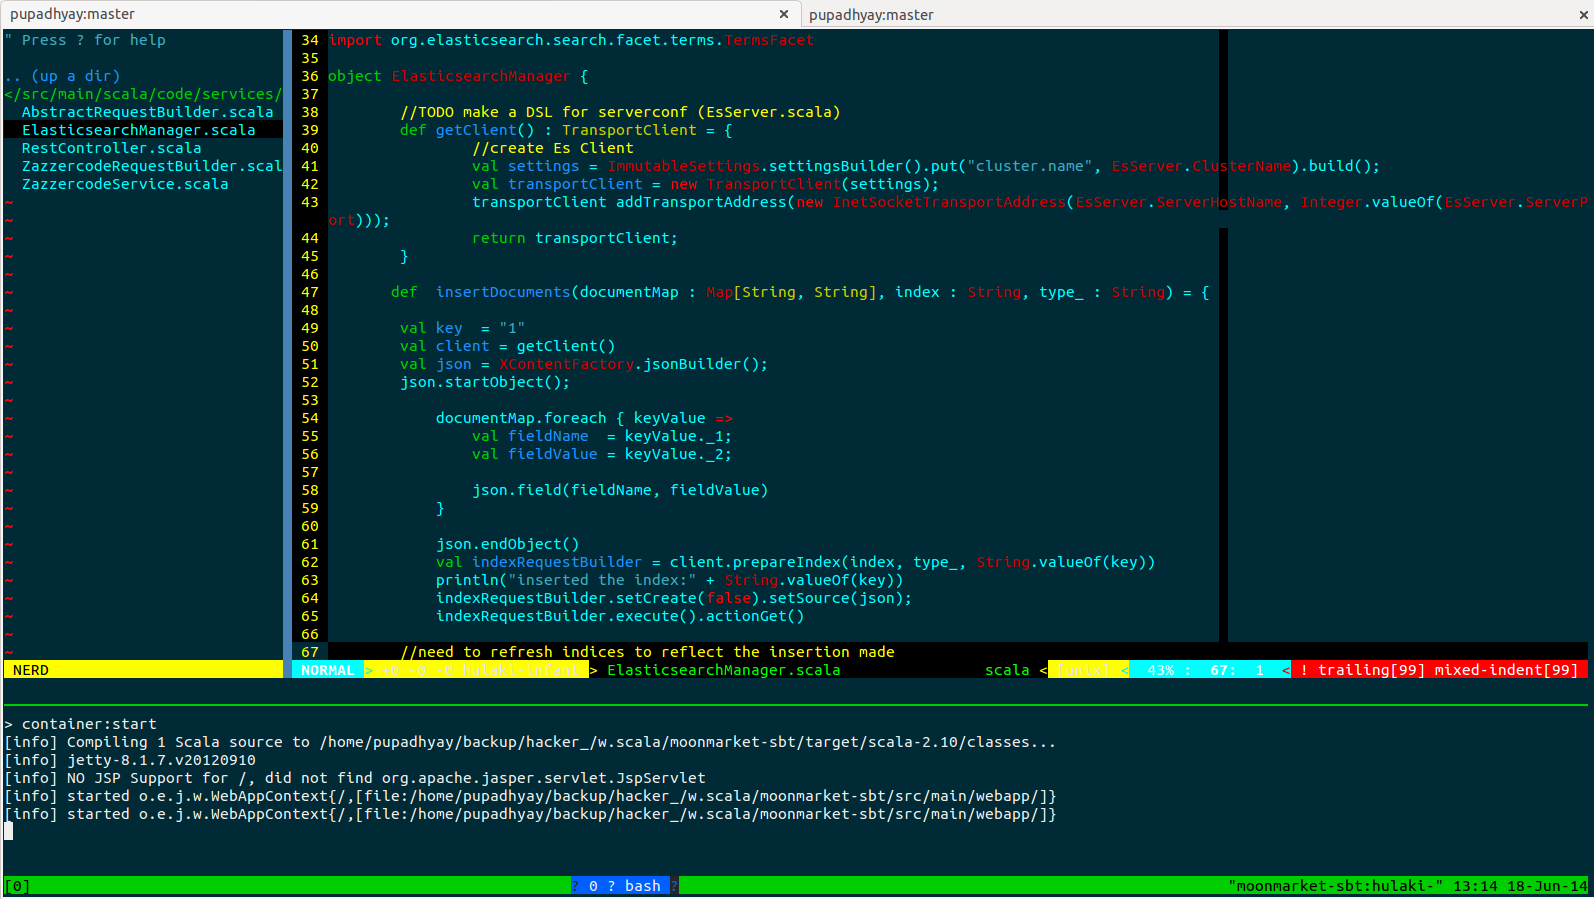 pupadhyay:master
pupadhyay:master
" Press ? for help
.. (up a dir)
</src/main/scala/code/services/
AbstractRequestBuilder.scala
ElasticsearchManager.scala
RestController.scala
ZazzercodeRequestBuilder.scal
ZazzercodeService.scala
NERD
34 import org.elasticsearch.search.facet.terms.TermsFacet
35
36 object ElasticsearchManager {
37
38 //TODO make a DSL for serverconf (EsServer.scala)
39 def getClient() : TransportClient = {
40 //create Es Client
41 val settings = ImmutableSettings.settingsBuilder().put("cluster.name", EsServer.ClusterName).build();
42 val transportClient = new TransportClient(settings);
43 transportClient addTransportAddress(new InetSocketTransportAddress(EsServer.ServerHostName, Integer.valueOf(EsServer.ServerP
ort)));
44 return transportClient;
45 }
46
47 def  insertDocuments(documentMap : Map[String, String], index : String, type_ : String) = {
48
49 val key  = "1"
50 val client = getClient()
51 val json = XContentFactory.jsonBuilder();
52 json.startObject();
53
54 documentMap.foreach { keyValue =>
55 val fieldName  = keyValue._1;
56 val fieldValue = keyValue._2;
57
58 json.field(fieldName, fieldValue)
59 }
60
61 json.endObject()
62 val indexRequestBuilder = client.prepareIndex(index, type_, String.valueOf(key))
63 println("inserted the index:" + String.valueOf(key))
64 indexRequestBuilder.setCreate(false).setSource(json);
65 indexRequestBuilder.execute().actionGet()
66
67 //need to refresh indices to reflect the insertion made
NORMAL > +0 ~0 -0 hulaki-infant > ElasticsearchManager.scala scala < [unix] < 43% : 67: 1 < ! trailing[99] mixed-indent[99]
> container:start
[info] Compiling 1 Scala source to /home/pupadhyay/backup/hacker_/w.scala/moonmarket-sbt/target/scala-2.10/classes...
[info] jetty-8.1.7.v20120910
[info] NO JSP Support for /, did not find org.apache.jasper.servlet.JspServlet
[info] started o.e.j.w.WebAppContext{/,[file:/home/pupadhyay/backup/hacker_/w.scala/moonmarket-sbt/src/main/webapp/]}
[info] started o.e.j.w.WebAppContext{/,[file:/home/pupadhyay/backup/hacker_/w.scala/moonmarket-sbt/src/main/webapp/]}
[0] ? 0 ? bash ? "moonmarket-sbt:hulaki-" 13:14 18-Jun-14